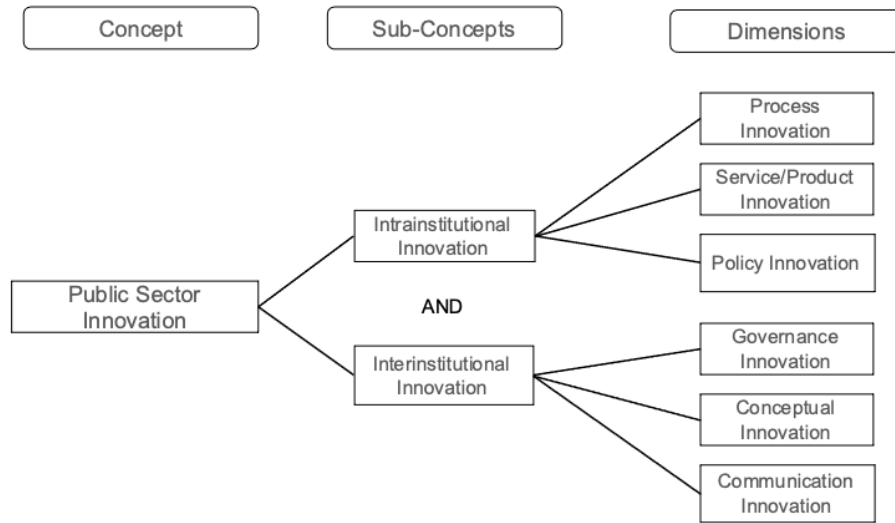 Concept
Sub-Concepts
Dimensions
Process
Innovation
Service/Product
Innovation
Intrainstitutional
Innovation
Policy Innovation
Public Sector
Innovation
AND
Governance
Innovation
Interinstitutional
Innovation
Conceptual
Innovation
Communication
Innovation